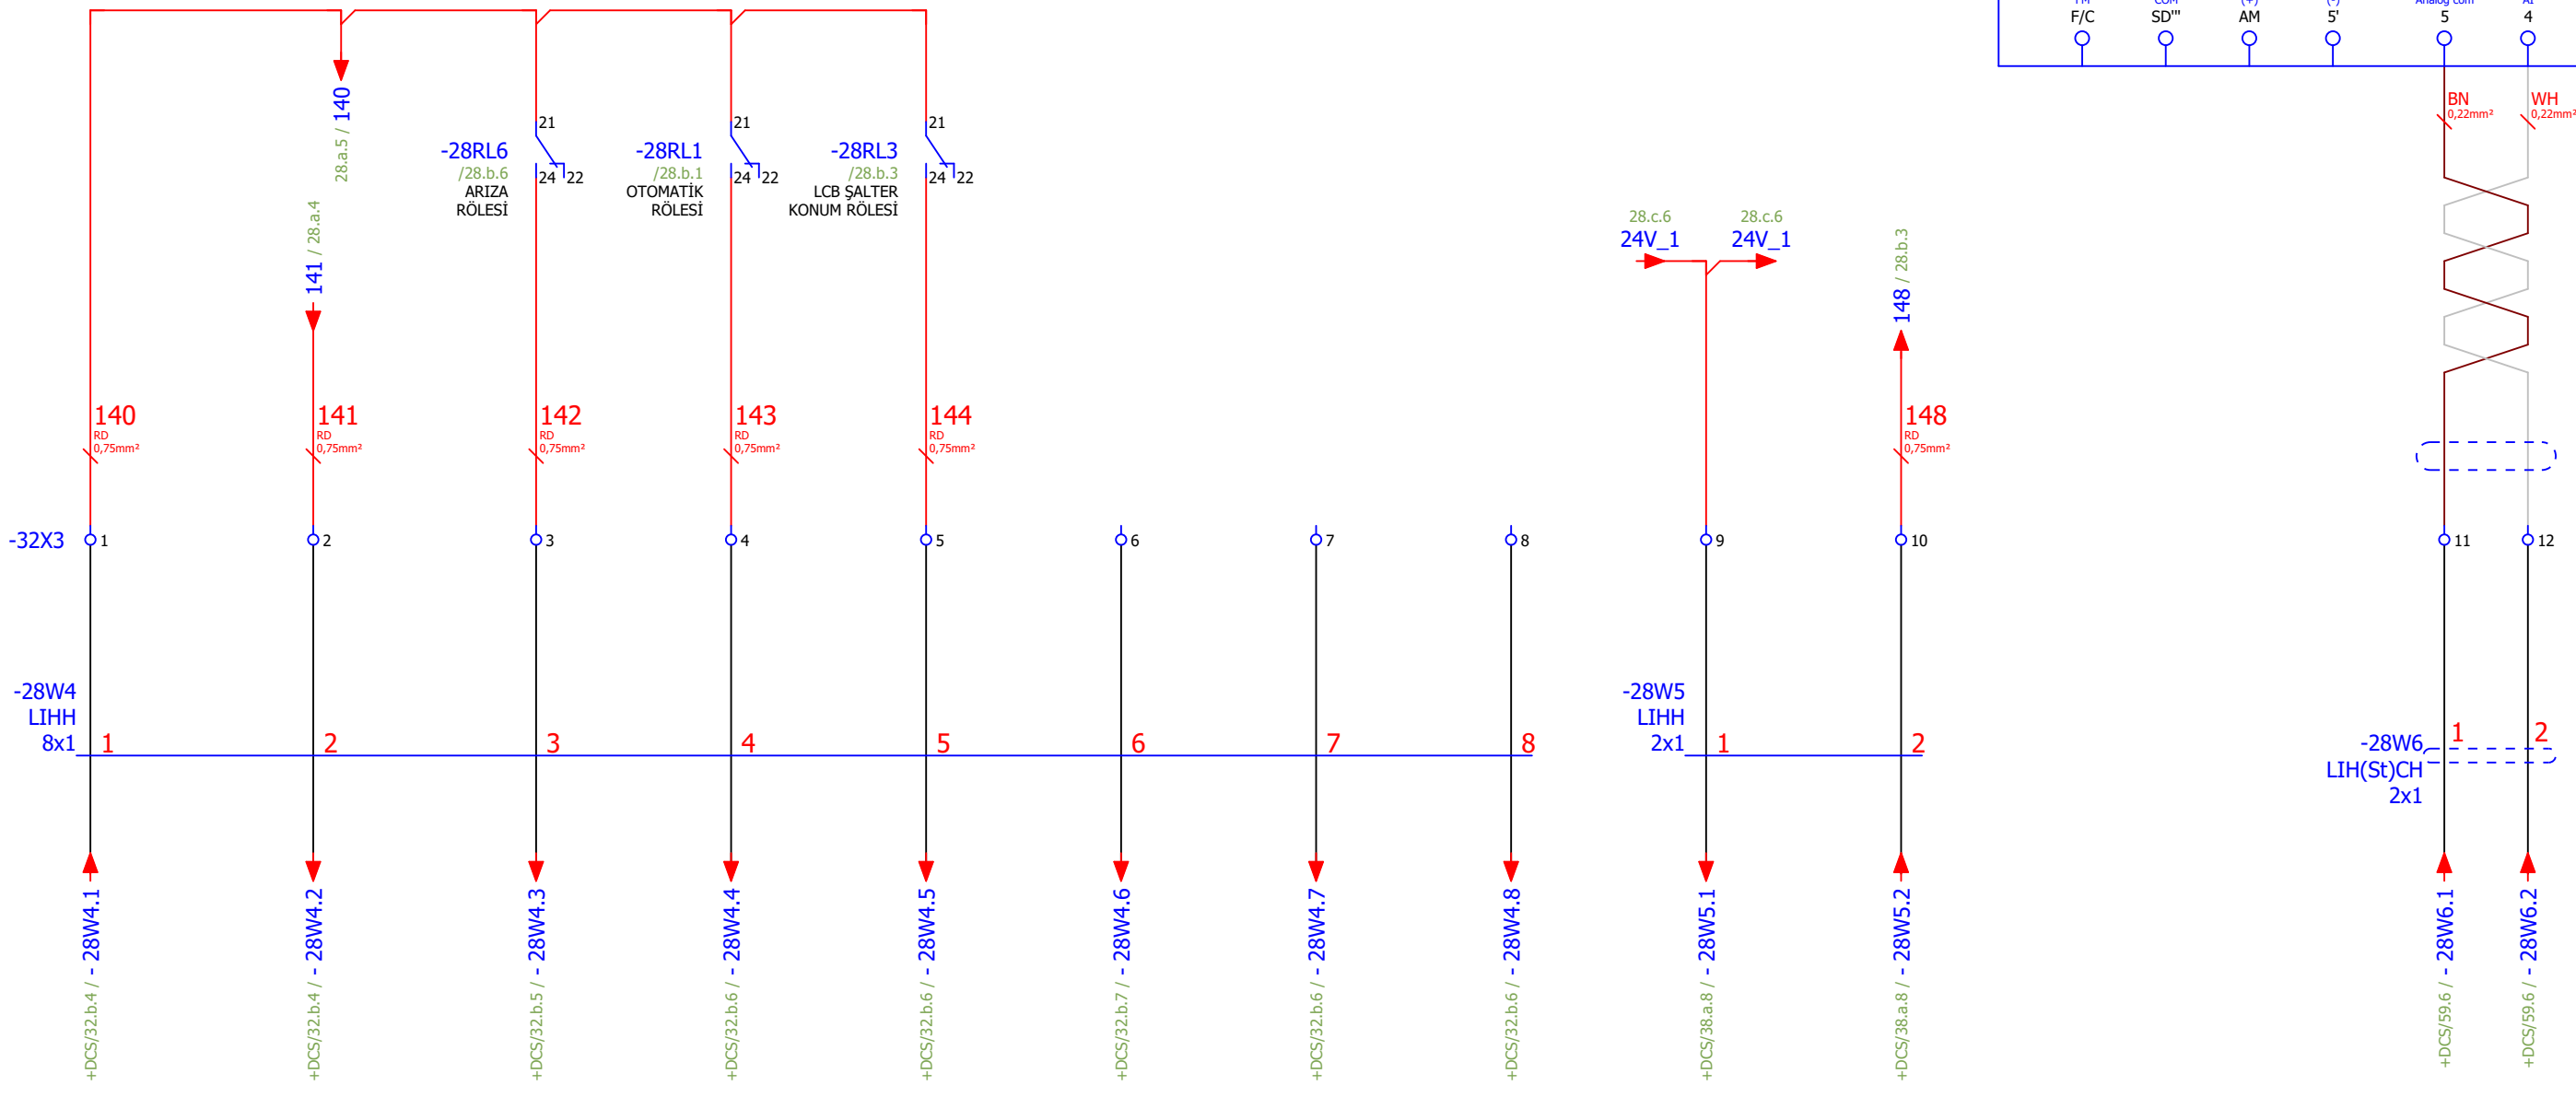 FM COM (+) (-) Analog com AI
F/C SD''' AM 5' 5 4
BN
0,22mm²
WH
0,22mm²
28.a.5 / 140
141 / 28.a.4
21
-28RL6
/28.b.6
ARIZA
RÖLESİ
24 22
21
-28RL1
/28.b.1
OTOMATİK
RÖLESİ
24 22
21
-28RL3
/28.b.3
LCB ŞALTER
KONUM RÖLESİ
24 22
28.c.6 28.c.6
24V_1 24V_1
148 / 28.b.3
140
RD
0,75mm²
141
RD
0,75mm²
142
RD
0,75mm²
143
RD
0,75mm²
144
RD
0,75mm²
148
RD
0,75mm²
-32X3 1 2 3 4 5 6 7 8 9 10 11 12
-28W4
LIHH
8x1 1 2 3 4 5 6 7 8
-28W5
LIHH
2x1 1 2
-28W6 1 2
LIH(St)CH
2x1
+DCS/32.b.4 / - 28W4.1
+DCS/32.b.4 / - 28W4.2
+DCS/32.b.5 / - 28W4.3
+DCS/32.b.6 / - 28W4.4
+DCS/32.b.6 / - 28W4.5
+DCS/32.b.7 / - 28W4.6
+DCS/32.b.6 / - 28W4.7
+DCS/32.b.6 / - 28W4.8
+DCS/38.a.8 / - 28W5.1
+DCS/38.a.8 / - 28W5.2
+DCS/59.6 / - 28W6.1
+DCS/59.6 / - 28W6.2